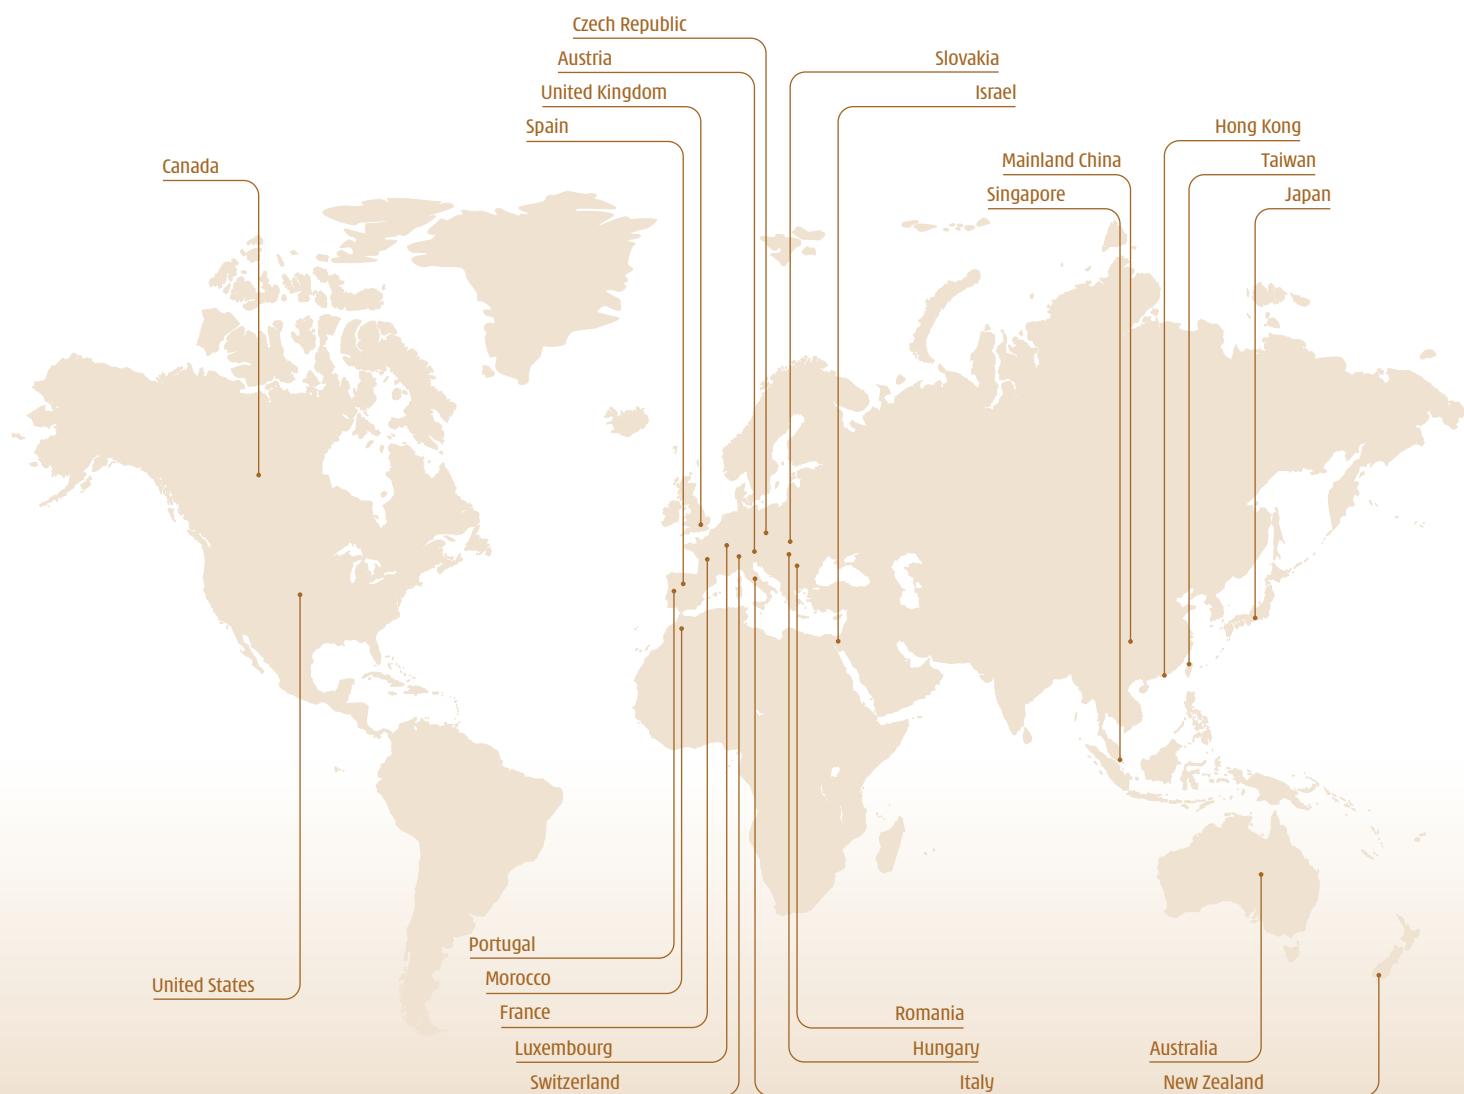 Czech Republic
Austria
United Kingdom
Spain
Slovakia
Israel
Canada
Hong Kong
Mainland China
Taiwan
Singapore
Japan
Portugal
Morocco
France
Luxembourg
Switzerland
United States
Romania
Hungary
Italy
Australia
New Zealand